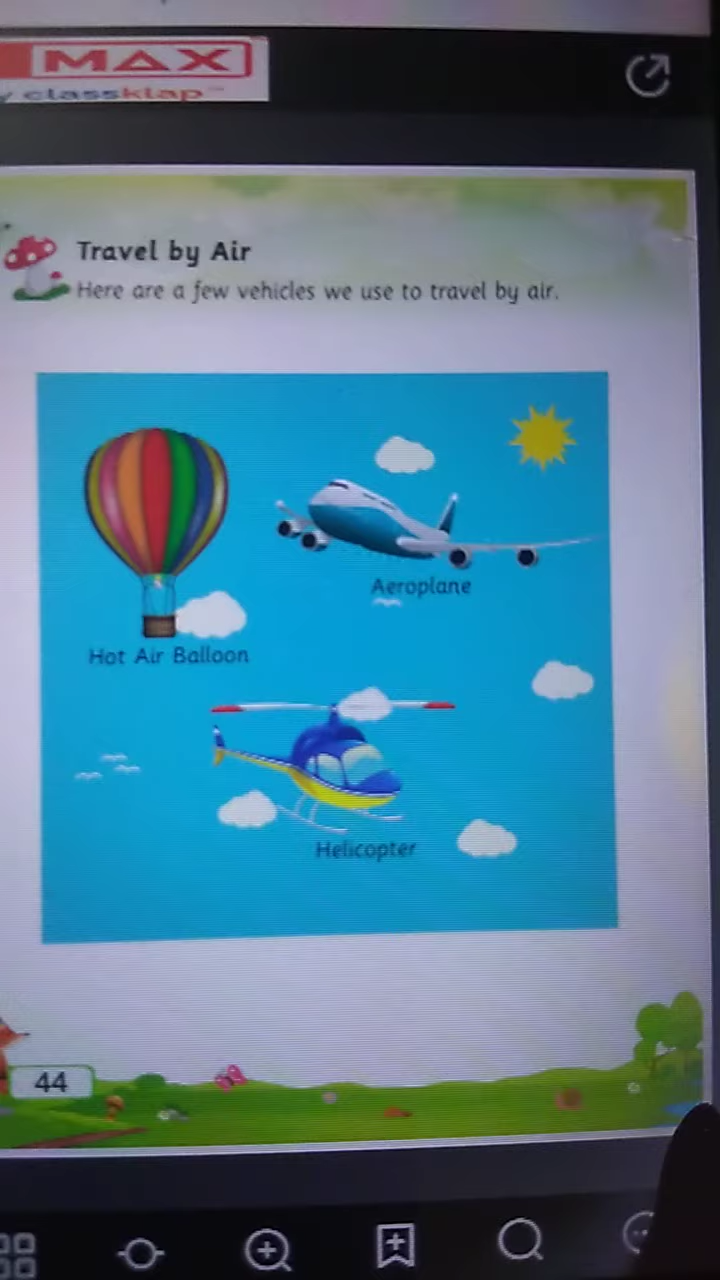 MAX
classklap™
Travel by Air
Here are a few vehicles we use to travel by air.
Aeroplane
Hot Air Balloon
Helicopter
44